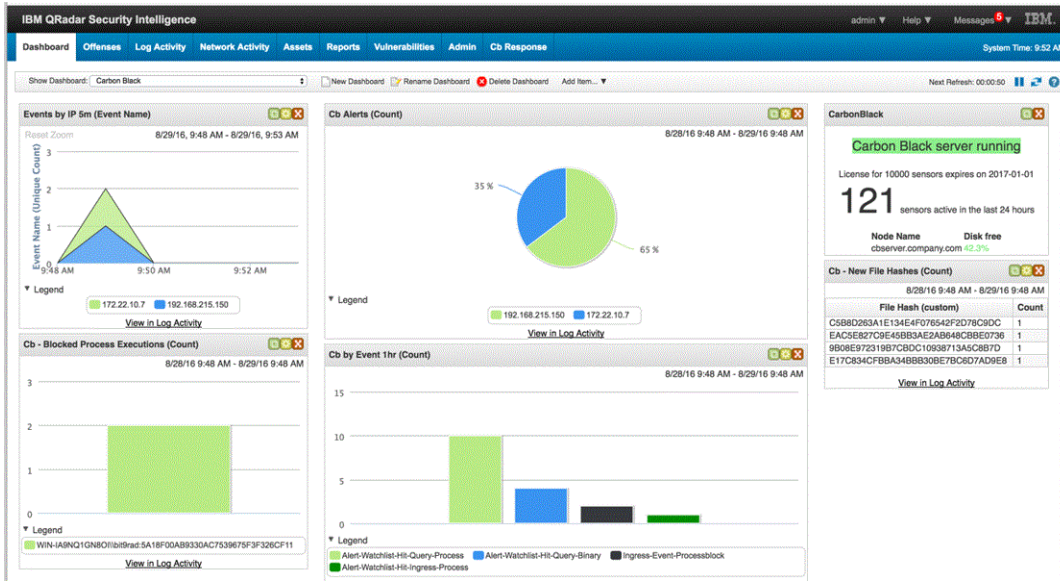 IBM QRadar Security Intelligence
admin ▼ Help ▼ Messages 5 ▼ IBM.
Dashboard Offenses Log Activity Network Activity Assets Reports Vulnerabilities Admin Cb Response System Time: 9:52 AM
Show Dashboard: Carbon Black New Dashboard Rename Dashboard Delete Dashboard Add Item... ▼ Next Refresh: 00:00:50
Events by IP 5m (Event Name)
Reset Zoom 8/29/16, 9:48 AM - 8/29/16, 9:53 AM
Event Name (Unique Count)
3
2
1
0
9:48 AM 9:50 AM 9:52 AM
▼ Legend
172.22.10.7 192.168.215.150
View in Log Activity
Cb - Blocked Process Executions (Count)
8/28/16 9:48 AM - 8/29/16 9:48 AM
3
2
1
0
▼ Legend
View in Log Activity
Cb Alerts (Count)
8/28/16 9:48 AM - 8/29/16 9:48 AM
35 %
65 %
▼ Legend
192.168.215.150 172.22.10.7
View in Log Activity
Cb by Event 1hr (Count)
8/28/16 9:48 AM - 8/29/16 9:48 AM
15
10
5
0
▼ Legend
Alert-Watchlist-Hit-Query-Process Alert-Watchlist-Hit-Query-Binary Ingress-Event-Processblock
Alert-Watchlist-Hit-Ingress-Process
CarbonBlack
Carbon Black server running
License for 10000 sensors expires on 2017-01-01
121 sensors active in the last 24 hours
Node Name Disk free
cbserver.company.com 42.3%
Cb - New File Hashes (Count)
8/28/16 9:48 AM - 8/29/16 9:48 AM
File Hash (custom) Count
C5B8D263A1E134E4F076542F2D78C9DC 1
EAC5E827C9E45BB3AE2AB648CBBE0736 1
9B08E972319B7CBDC10938713A5C8B7D 1
E17C834CFBBA34BBB30BE7BC6D7AD9E8 1
View in Log Activity